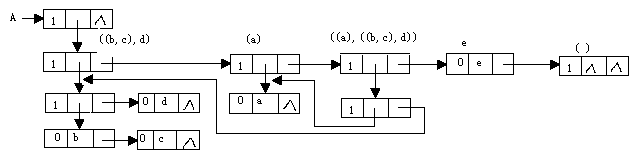 A 1 ∧
((b, c), d) (a) ((a), ((b, c), d)) e ( )
1 1 1 0 e 1 ∧ ∧
1 0 d ∧ 0 a ∧ 1
0 b 0 c ∧